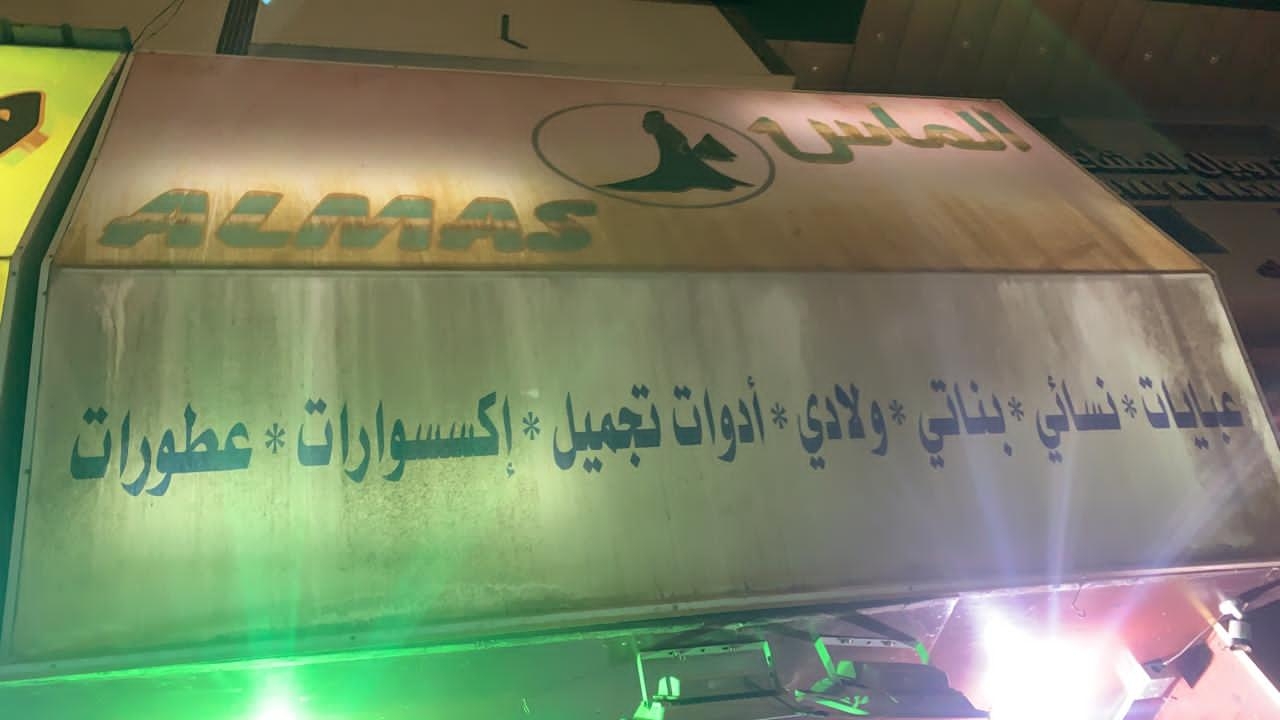 الماس
ALMAS
عبايات * نسائي * بناتي * ولادي * أدوات تجميل * إكسسوارات * عطورات